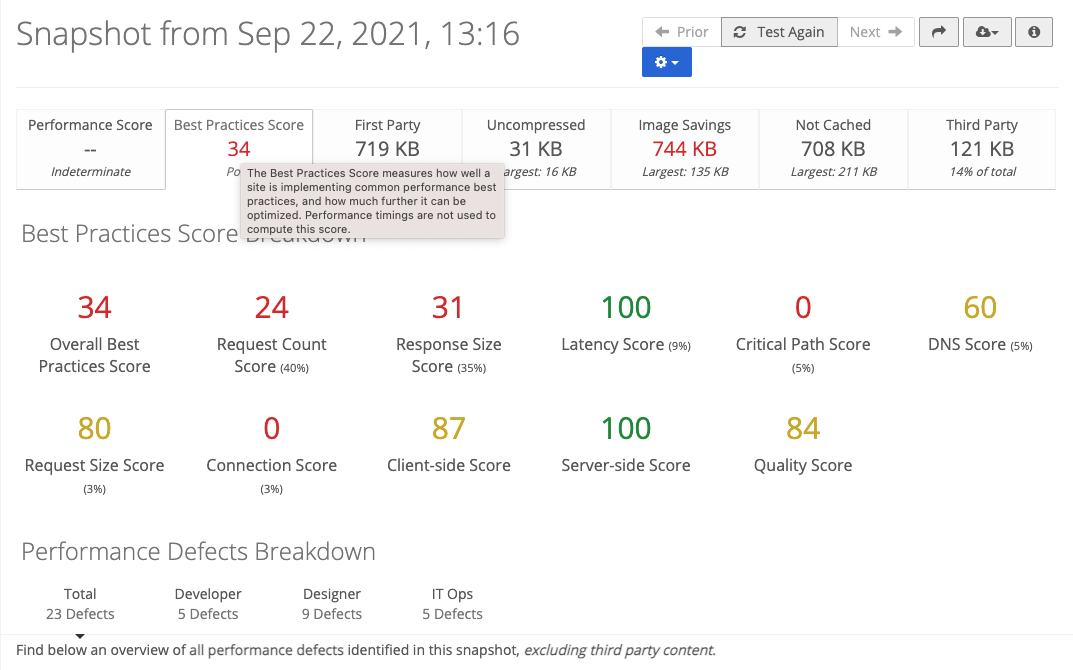 Snapshot from Sep 22, 2021, 13:16
Prior
Test Again
Next
Performance Score
--
Indeterminate
Best Practices Score
34
Po
First Party
719 KB
Uncompressed
31 KB
argest: 16 KB
Image Savings
744 KB
Largest: 135 KB
Not Cached
708 KB
Largest: 211 KB
Third Party
121 KB
14% of total
The Best Practices Score measures how well a
site is implementing common performance best
practices, and how much further it can be
optimized. Performance timings are not used to
compute this score.
Best Practices Score Breakdown
34
Overall Best
Practices Score
24
Request Count
Score (40%)
31
Response Size
Score (35%)
100
Latency Score (9%)
0
Critical Path Score
(5%)
60
DNS Score (5%)
80
Request Size Score
(3%)
0
Connection Score
(3%)
87
Client-side Score
100
Server-side Score
84
Quality Score
Performance Defects Breakdown
Total
23 Defects
Developer
5 Defects
Designer
9 Defects
IT Ops
5 Defects
Find below an overview of all performance defects identified in this snapshot, excluding third party content.